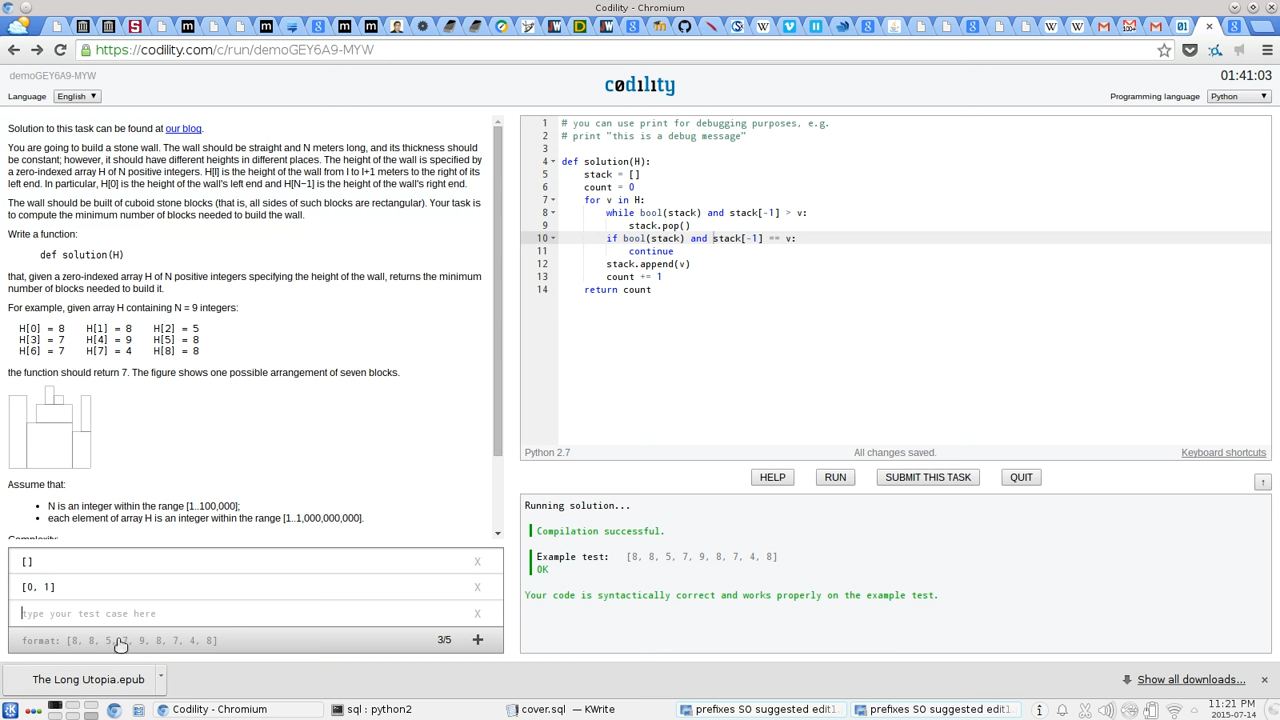 Codility - Chromium
https://codility.com/c/run/demoGEY6A9-MYW
demoGEY6A9-MYW
codility
01:41:03
Language English
Programming language Python
Solution to this task can be found at our blog.
You are going to build a stone wall. The wall should be straight and N meters long, and its thickness should
be constant; however, it should have different heights in different places. The height of the wall is specified by
a zero-indexed array H of N positive integers. H[I] is the height of the wall from I to I+1 meters to the right of its
left end. In particular, H[0] is the height of the wall's left end and H[N−1] is the height of the wall's right end.
The wall should be built of cuboid stone blocks (that is, all sides of such blocks are rectangular). Your task is
to compute the minimum number of blocks needed to build the wall.
Write a function:
def solution(H)
that, given a zero-indexed array H of N positive integers specifying the height of the wall, returns the minimum
number of blocks needed to build it.
For example, given array H containing N = 9 integers:
H[0] = 8 H[1] = 8 H[2] = 5
H[3] = 7 H[4] = 9 H[5] = 8
H[6] = 7 H[7] = 4 H[8] = 8
the function should return 7. The figure shows one possible arrangement of seven blocks.
Assume that:
• N is an integer within the range [1..100,000];
• each element of array H is an integer within the range [1..1,000,000,000].
Complexity:
[] X
[0, 1] X
type your test case here X
format: [8, 8, 5, 7, 9, 8, 7, 4, 8] 3/5 +
1 # you can use print for debugging purposes, e.g.
2 # print "this is a debug message"
3
4 def solution(H):
5 stack = []
6 count = 0
7 for v in H:
8 while bool(stack) and stack[-1] > v:
9 stack.pop()
10 if bool(stack) and stack[-1] == v:
11 continue
12 stack.append(v)
13 count += 1
14 return count
Python 2.7 All changes saved. Keyboard shortcuts
HELP RUN SUBMIT THIS TASK QUIT
Running solution...
Compilation successful.
Example test: [8, 8, 5, 7, 9, 8, 7, 4, 8]
OK
Your code is syntactically correct and works properly on the example test.
The Long Utopia.epub
Show all downloads...
Codility - Chromium
sql : python2
cover.sql — KWrite
prefixes SO suggested edit1
prefixes SO suggested edit1
11:21 PM
2015-07-14